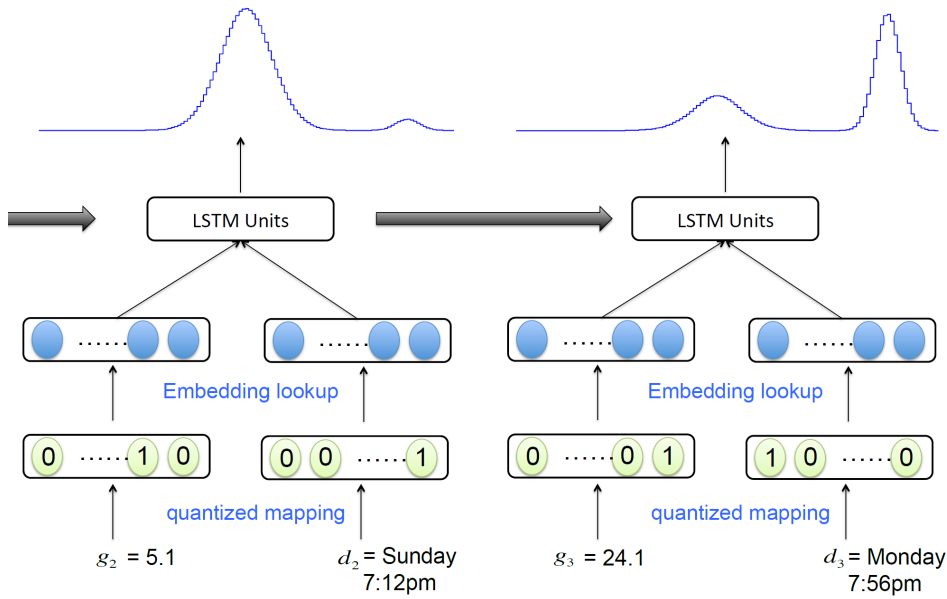 LSTM Units
LSTM Units
Embedding lookup
Embedding lookup
0 ......1 0
0 0 ......1
0 ......0 1
1 0 ......0
quantized mapping
quantized mapping
g₂ = 5.1
d₂ = Sunday
7:12pm
g₃ = 24.1
d₃ = Monday
7:56pm